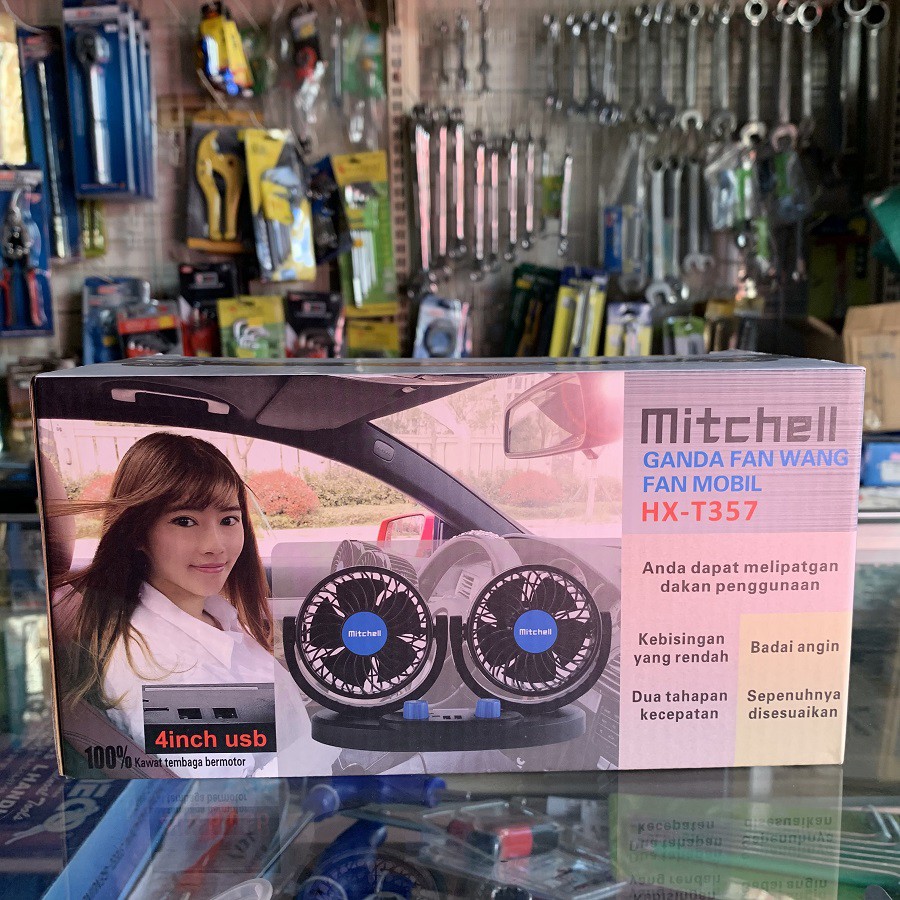 mitchell
GANDA FAN WANG
FAN MOBIL
HX-T357
Anda dapat melipatgan
dakan penggunaan
Kebisingan
yang rendah
Badai angin
Dua tahapan
kecepatan
Sepenuhnya
disesuaikan
mitchell
mitchell
4inch usb
100% Kawat tembaga bermotor